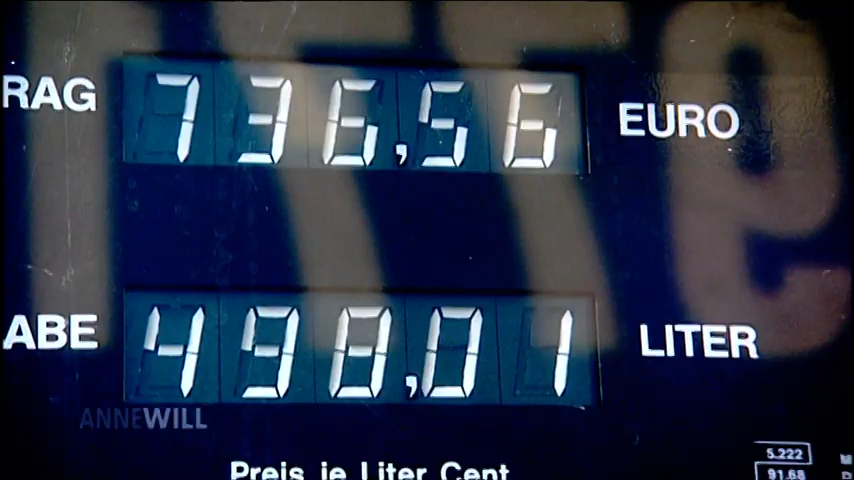 RAG 736,56 EURO
ABE 498,01 LITER
ANNEWILL
Preis je Liter Cent
5.222
91.68